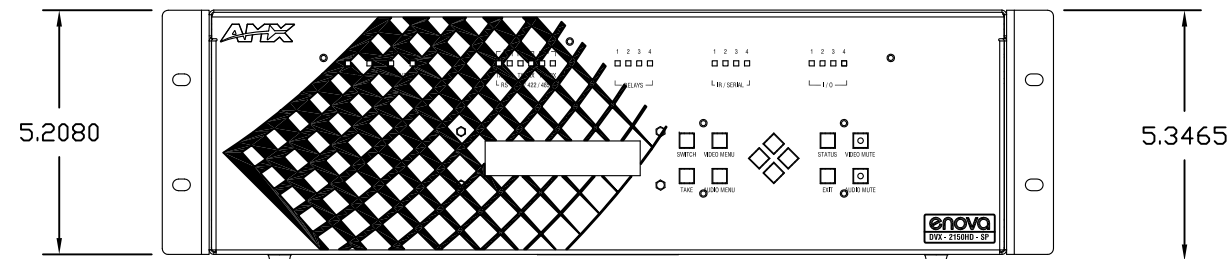 AMX
1 2 3 4
1 2 3 4
1 2 3 4
RELAYS
IR / SERIAL
I / O
5.2080
5.3465
SWITCH
VIDEO MENU
STATUS
VIDEO MUTE
TAKE
AUDIO MENU
EXIT
AUDIO MUTE
enova
DVX - 2150HD - SP